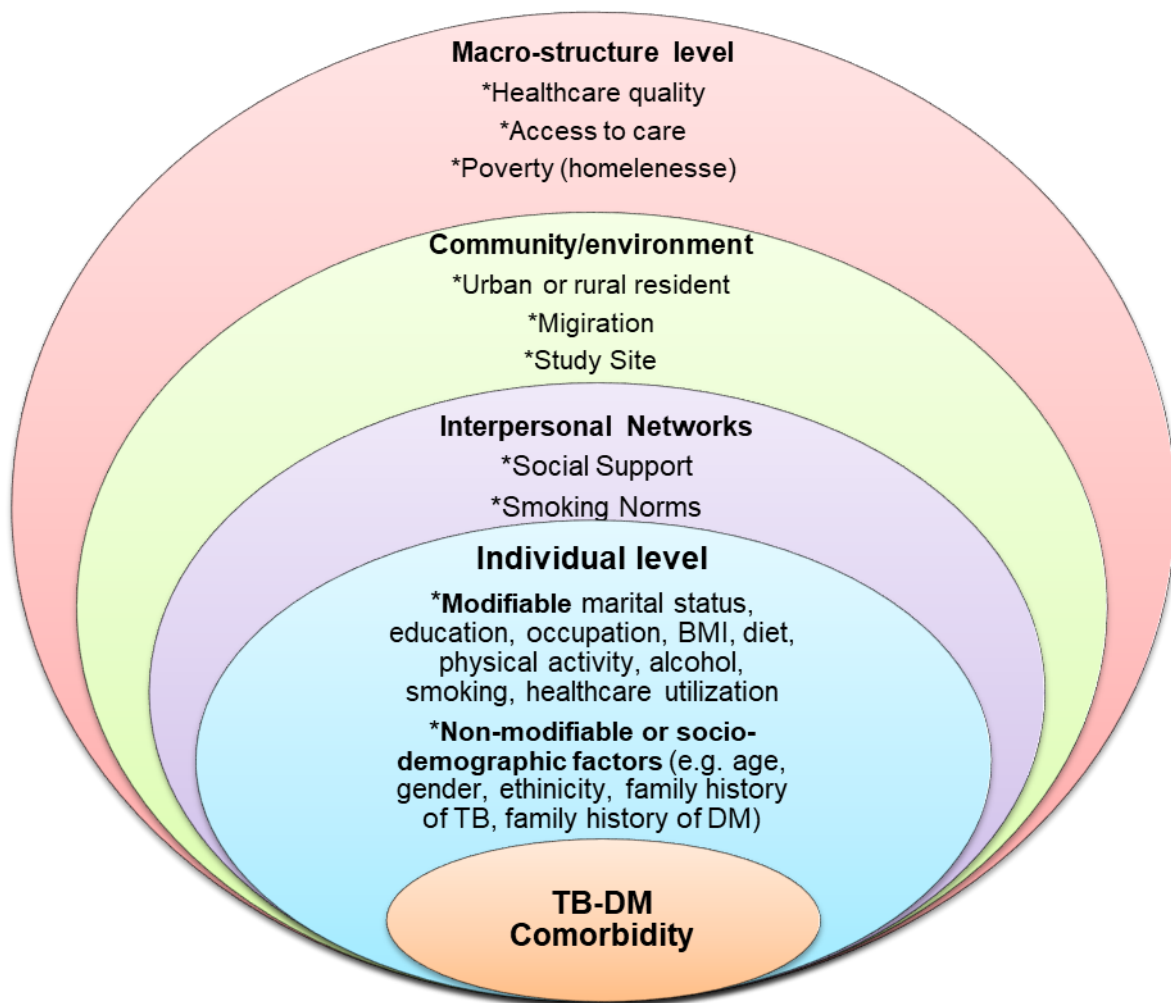 Macro-structure level
*Healthcare quality
*Access to care
*Poverty (homelenesse)
Community/environment
*Urban or rural resident
*Migiration
*Study Site
Interpersonal Networks
*Social Support
*Smoking Norms
Individual level
*Modifiable marital status,
education, occupation, BMI, diet,
physical activity, alcohol,
smoking, healthcare utilization
*Non-modifiable or socio-
demographic factors (e.g. age,
gender, ethinicity, family history
of TB, family history of DM)
TB-DM
Comorbidity